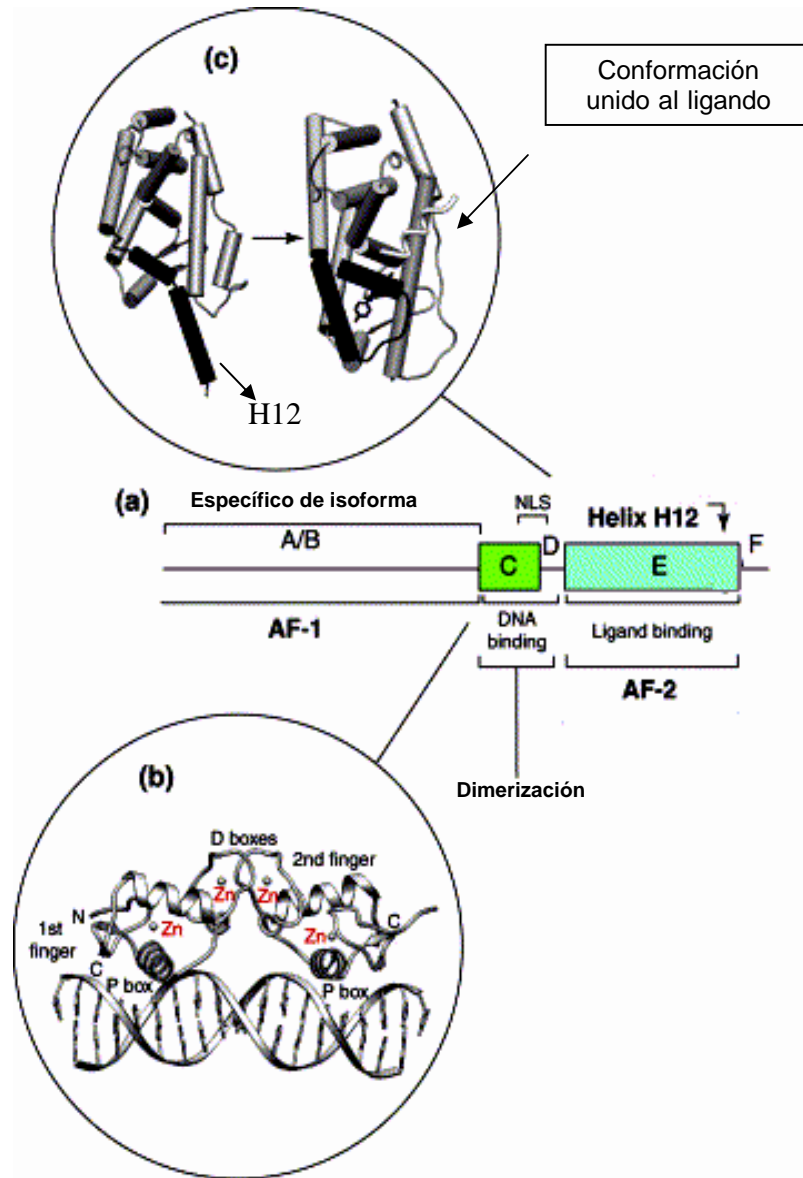 (c)
Conformación
unido al ligando
H12
(a)
Específico de isoforma
A/B
NLS
Helix H12
C
D
E
F
AF-1
DNA
binding
Ligand binding
AF-2
Dimerización
(b)
D boxes
2nd finger
Zn
Zn
N
Zn
Zn
C
1st
finger
C
P box
P box